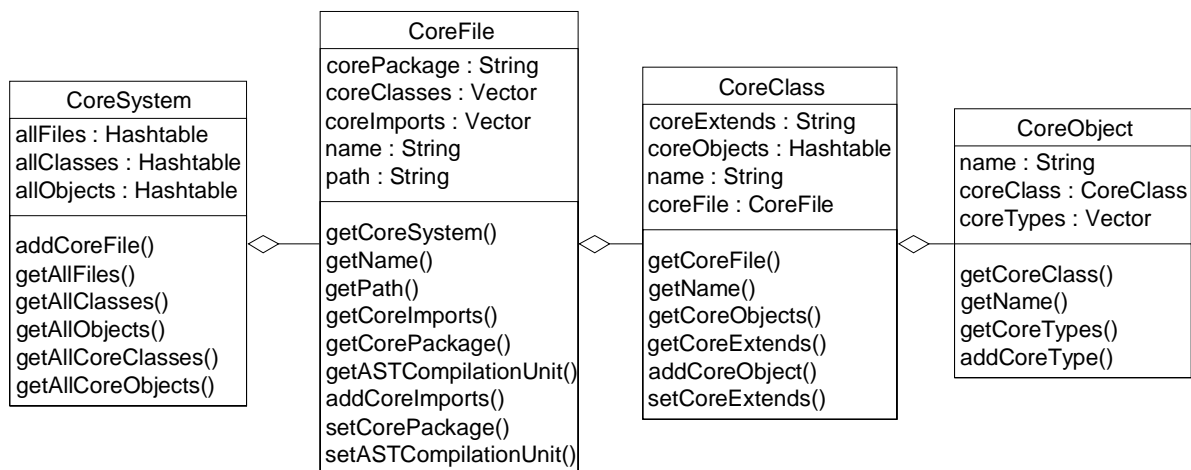 CoreSystem
allFiles : Hashtable
allClasses : Hashtable
allObjects : Hashtable
addCoreFile()
getAllFiles()
getAllClasses()
getAllObjects()
getAllCoreClasses()
getAllCoreObjects()
CoreFile
corePackage : String
coreClasses : Vector
coreImports : Vector
name : String
path : String
getCoreSystem()
getName()
getPath()
getCoreImports()
getCorePackage()
getASTCompilationUnit()
addCoreImports()
setCorePackage()
setASTCompilationUnit()
CoreClass
coreExtends : String
coreObjects : Hashtable
name : String
coreFile : CoreFile
getCoreFile()
getName()
getCoreObjects()
getCoreExtends()
addCoreObject()
setCoreExtends()
CoreObject
name : String
coreClass : CoreClass
coreTypes : Vector
getCoreClass()
getName()
getCoreTypes()
addCoreType()